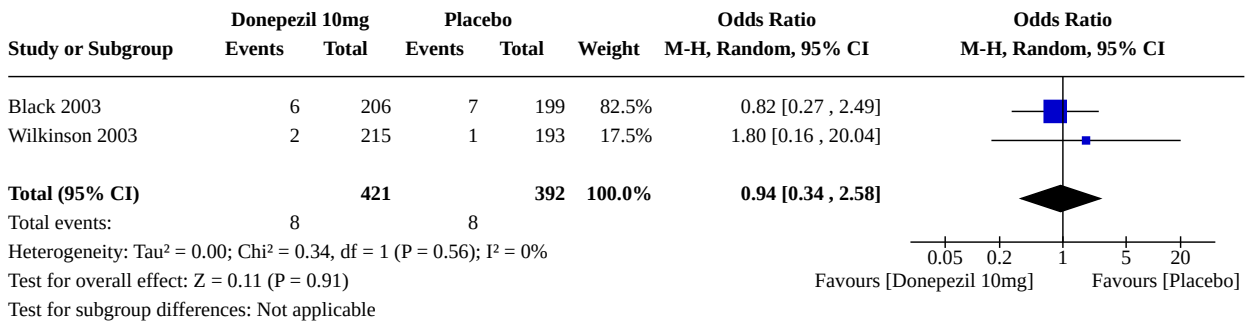 Donepezil 10mg Placebo Odds Ratio Odds Ratio
Study or Subgroup Events Total Events Total Weight M-H, Random, 95% CI M-H, Random, 95% CI
Black 2003 6 206 7 199 82.5% 0.82 [0.27 , 2.49]
Wilkinson 2003 2 215 1 193 17.5% 1.80 [0.16 , 20.04]
Total (95% CI) 421 392 100.0% 0.94 [0.34 , 2.58]
Total events: 8 8
Heterogeneity: Tau² = 0.00; Chi² = 0.34, df = 1 (P = 0.56); I² = 0%
0.05 0.2 1 5 20
Test for overall effect: Z = 0.11 (P = 0.91)
Favours [Donepezil 10mg] Favours [Placebo]
Test for subgroup differences: Not applicable